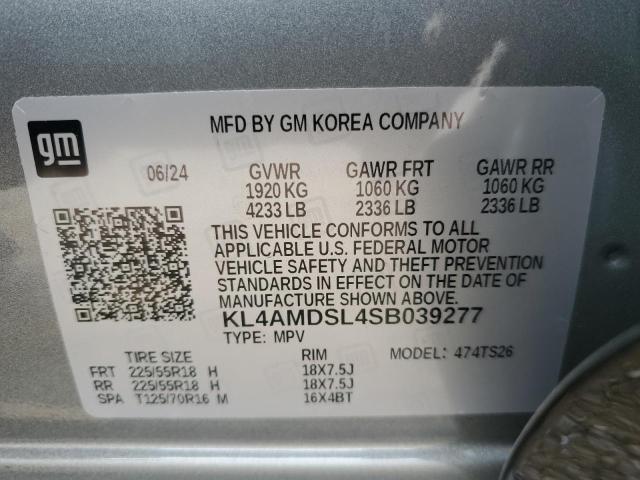 gm
MFD BY GM KOREA COMPANY
06/24 GVWR GAWR FRT GAWR RR
1920 KG 1060 KG 1060 KG
4233 LB 2336 LB 2336 LB
THIS VEHICLE CONFORMS TO ALL
APPLICABLE U.S. FEDERAL MOTOR
VEHICLE SAFETY AND THEFT PREVENTION
STANDARDS IN EFFECT ON THE DATE OF
MANUFACTURE SHOWN ABOVE.
KL4AMDSL4SB039277
TYPE: MPV
TIRE SIZE RIM MODEL: 474TS26
FRT 225/55R18 H 18X7.5J
RR 225/55R18 H 18X7.5J
SPA T125/70R16 M 16X4BT